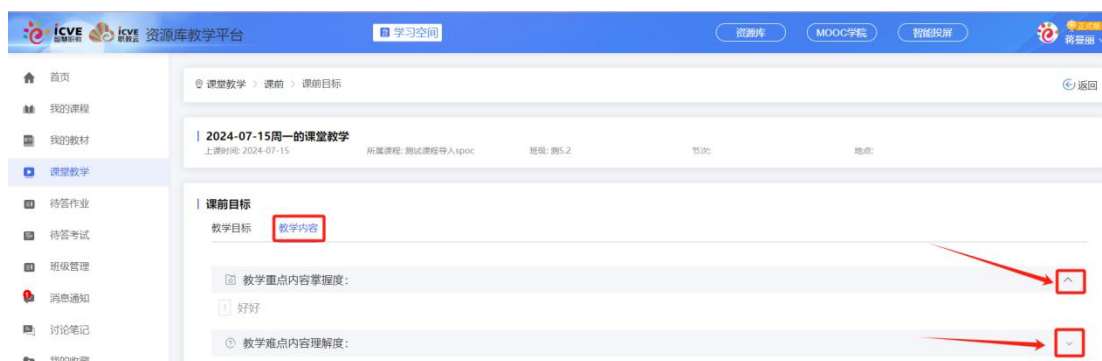 icve 智慧职教 icve 职教云 资源库教学平台 学习空间 资源库 MOOC学院 智能投屏
蒋昙丽
首页
课堂教学 > 课前 > 课前目标 返回
我的课程
我的教材
2024-07-15周一的课堂教学
上课时间: 2024-07-15 所属课程: 测试课程导入spoc 班级: 测5.2 节次: 地点:
课堂教学
待答作业
课前目标
教学目标 教学内容
待答考试
班级管理
教学重点内容掌握度:
消息通知
1 好好
讨论笔记
教学难点内容理解度:
我的收藏